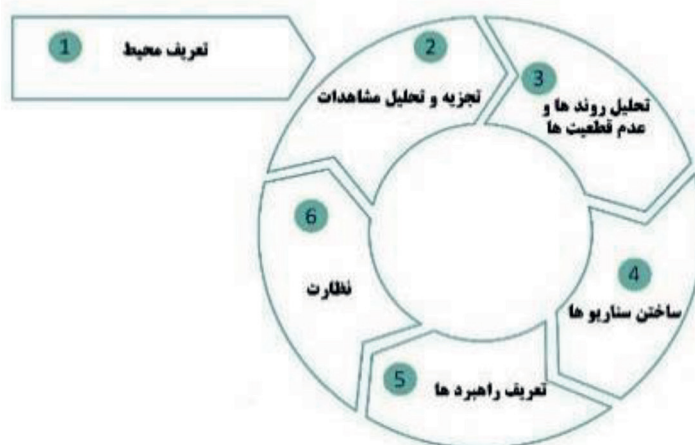 1
تعریف محیط
2
تجزیه و تحلیل مشاهدات
3
تحلیل روند ها و
عدم قطعیت ها
4
ساختن سناریو ها
5
تعریف راهبرد ها
6
نظارت